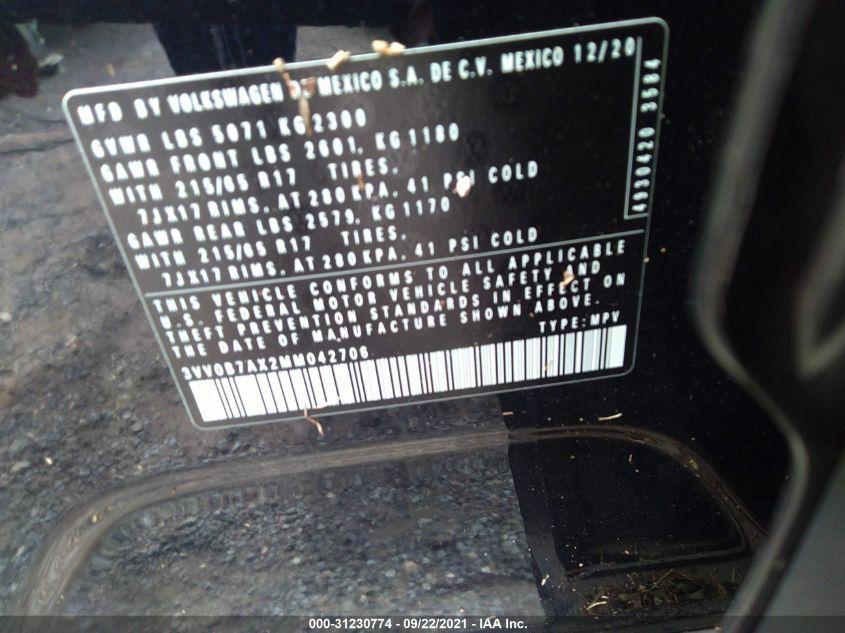 MFD BY VOLKSWAGEN DE MEXICO S.A. DE C.V. MEXICO 12/20
GVWR LBS 5071 KG 2300
GAWR FRONT LBS 2601, KG 1180
WITH 215/65 R17 TIRES,
7JX17 RIMS, AT 280 KPA, 41 PSI COLD
GAWR REAR LBS 2579, KG 1170
WITH 215/65 R17 TIRES,
7JX17 RIMS, AT 280 KPA, 41 PSI COLD
4930420 3584
THIS VEHICLE CONFORMS TO ALL APPLICABLE
U.S. FEDERAL MOTOR VEHICLE SAFETY AND
THEFT PREVENTION STANDARDS IN EFFECT ON
THE DATE OF MANUFACTURE SHOWN ABOVE.
3VV0B7AX2MM042706 TYPE:MPV
000-31230774 - 09/22/2021 - IAA Inc.